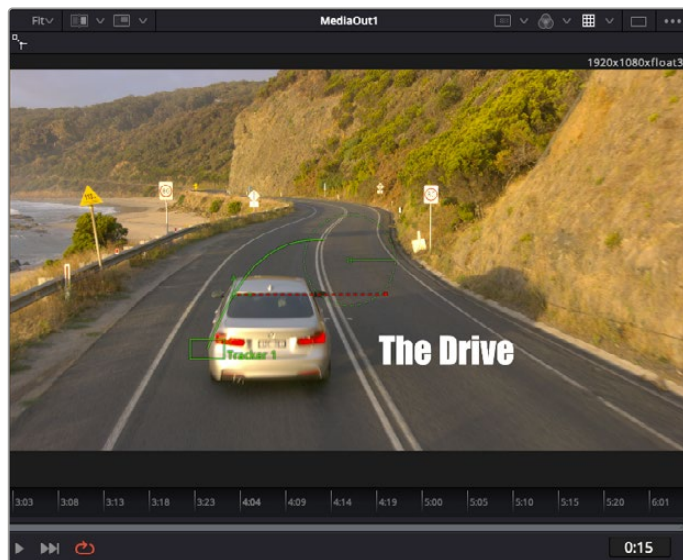 Fit MediaOut1
1920x1080xfloat3
Tracker 1
The Drive
3:03 3:08 3:13 3:18 3:23 4:04 4:09 4:14 4:19 5:00 5:05 5:10 5:15 5:20 6:01
0:15